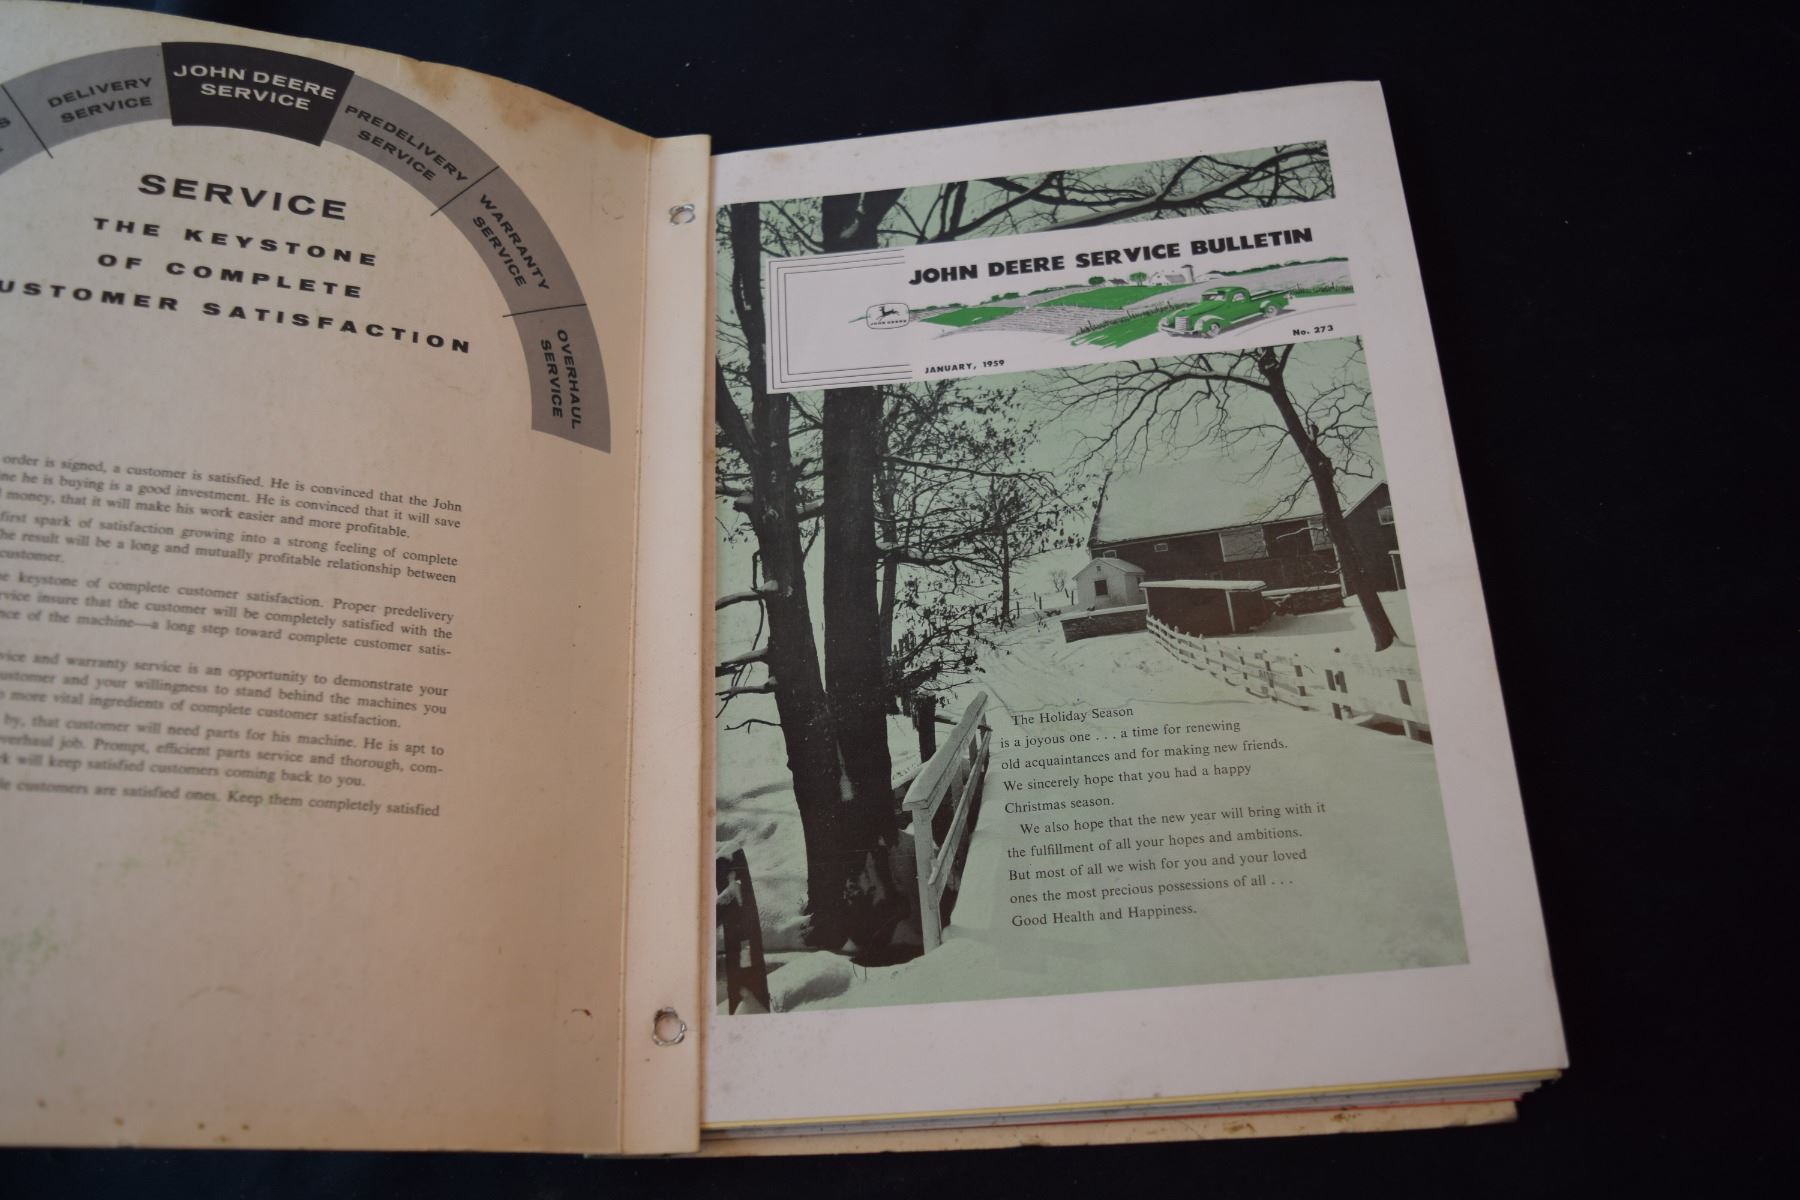 DELIVERY
SERVICE
JOHN DEERE
SERVICE
PREDELIVERY
SERVICE
WARRANTY
SERVICE
OVERHAUL
SERVICE
SERVICE
THE KEYSTONE
OF COMPLETE
USTOMER SATISFACTION
order is signed, a customer is satisfied. He is convinced that the John
he is buying is a good investment. He is convinced that it will save
money, that it will make his work easier and more profitable.
first spark of satisfaction growing into a strong feeling of complete
he result will be a long and mutually profitable relationship between
customer.
keystone of complete customer satisfaction. Proper predelivery
rvice insure that the customer will be completely satisfied with the
nce of the machine—a long step toward complete customer satis-
vice and warranty service is an opportunity to demonstrate your
ustomer and your willingness to stand behind the machines you
more vital ingredients of complete customer satisfaction.
by, that customer will need parts for his machine. He is apt to
verhaul job. Prompt, efficient parts service and thorough, com-
k will keep satisfied customers coming back to you.
le customers are satisfied ones. Keep them completely satisfied
JOHN DEERE SERVICE BULLETIN
JOHN DEERE
No. 273
JANUARY, 1959
The Holiday Season
is a joyous one . . . a time for renewing
old acquaintances and for making new friends.
We sincerely hope that you had a happy
Christmas season.
We also hope that the new year will bring with it
the fulfillment of all your hopes and ambitions.
But most of all we wish for you and your loved
ones the most precious possessions of all . . .
Good Health and Happiness.